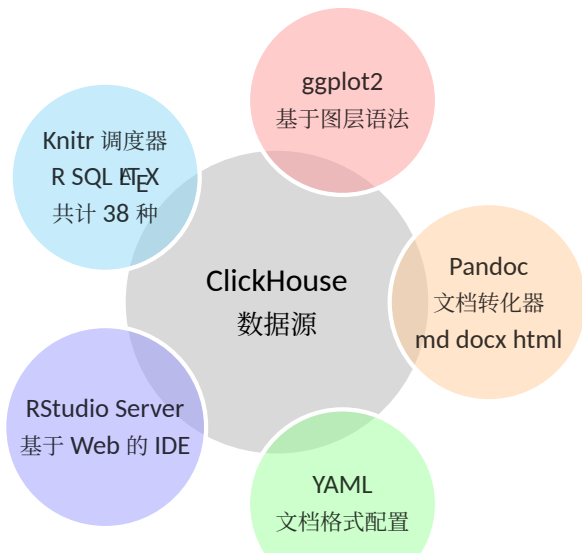 ggplot2
基于图层语法
Knitr 调度器
R SQL LATEX
共计 38 种
Pandoc
文档转化器
md docx html
ClickHouse
数据源
RStudio Server
基于 Web 的 IDE
YAML
文档格式配置